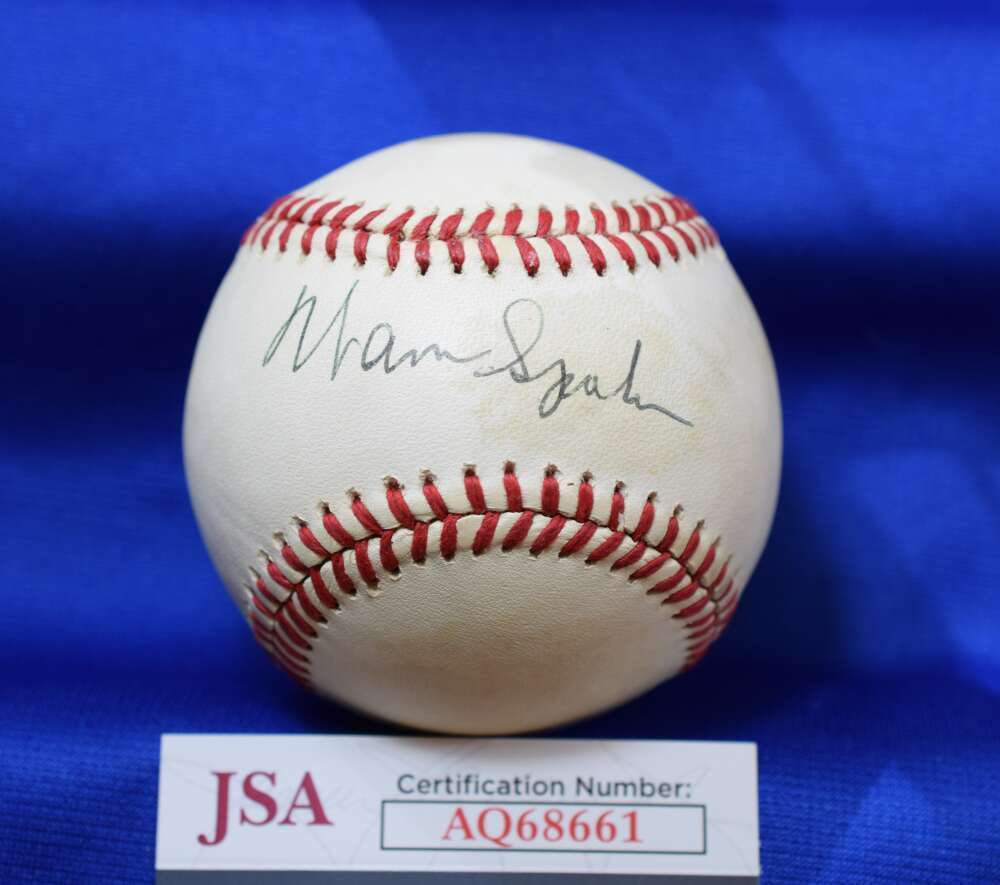 Warren Spahn
JSA
Certification Number:
AQ68661